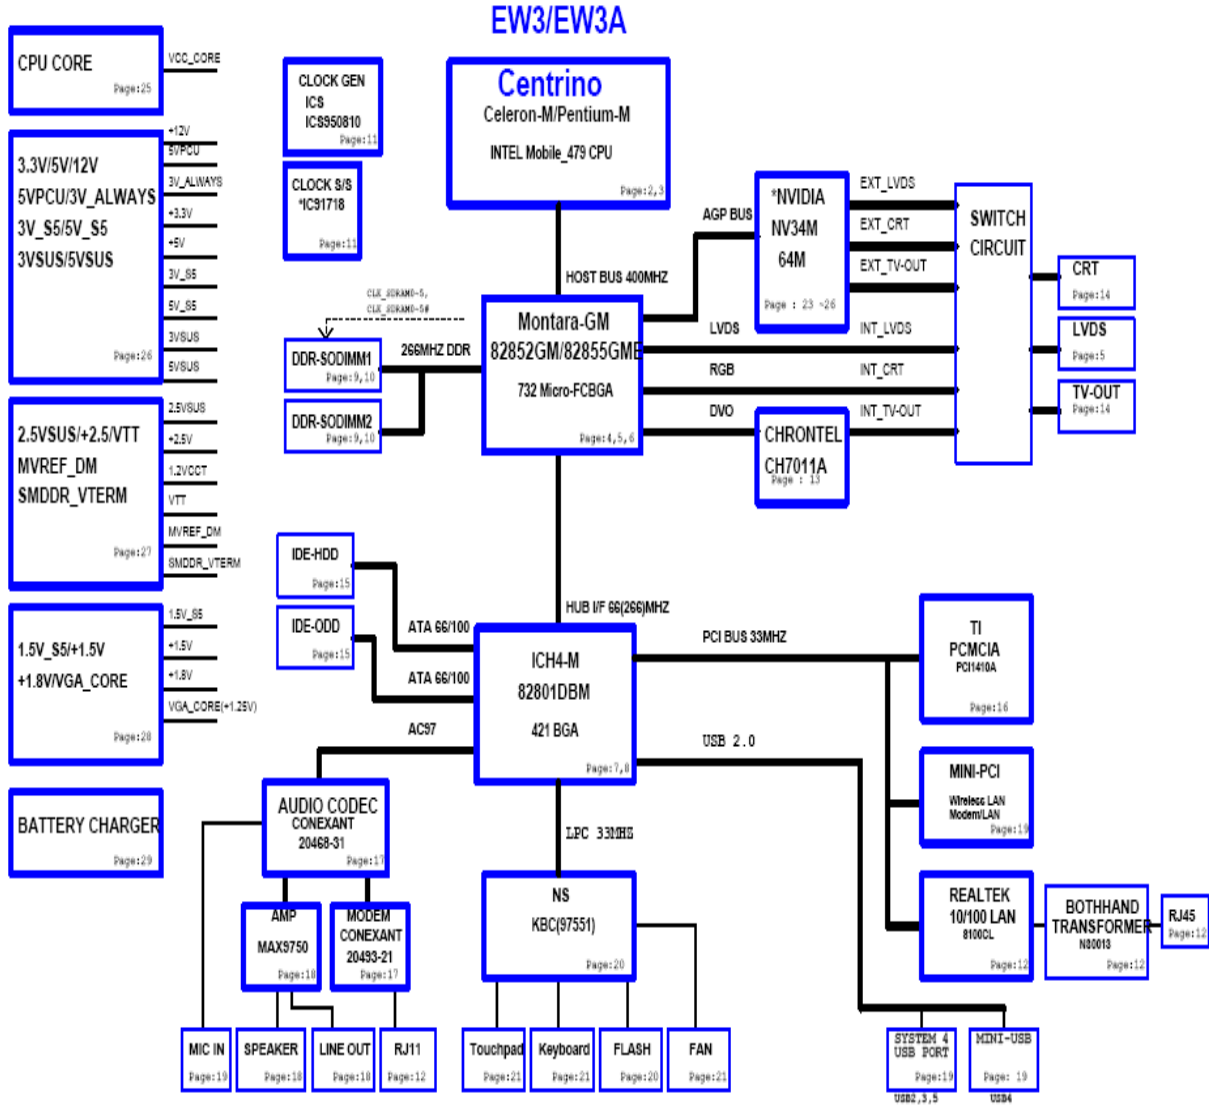 EW3/EW3A
CPU CORE
Page:25
VCC_CORE
3.3V/5V/12V
5VPCU/3V_ALWAYS
3V_S5/5V_S5
3VSUS/5VSUS
Page:26
+12V
5VPCU
3V_ALWAYS
+3.3V
+5V
3V_S5
5V_S5
3VSUS
5VSUS
2.5VSUS/+2.5/VTT
MVREF_DM
SMDDR_VTERM
Page:27
2.5VSUS
+2.5V
1.2VCCT
VTT
MVREF_DM
SMDDR_VTERM
1.5V_S5/+1.5V
+1.8V/VGA_CORE
Page:28
1.5V_S5
+1.5V
+1.8V
VGA_CORE(+1.25V)
BATTERY CHARGER
Page:29
CLOCK GEN
ICS
ICS950810
Page:11
CLOCK S/S
*IC91718
Page:11
Centrino
Celeron-M/Pentium-M
INTEL Mobile_479 CPU
Page:2,3
HOST BUS 400MHZ
CLK_SDRAM0-5,
CLK_SDRAM0-5#
DDR-SODIMM1
Page:9,10
DDR-SODIMM2
Page:9,10
266MHZ DDR
Montara-GM
82852GM/82855GME
732 Micro-FCBGA
Page:4,5,6
AGP BUS
LVDS
RGB
DVO
*NVIDIA
NV34M
64M
Page : 23 ~26
CHRONTEL
CH7011A
Page : 13
EXT_LVDS
EXT_CRT
EXT_TV-OUT
INT_LVDS
INT_CRT
INT_TV-OUT
SWITCH
CIRCUIT
CRT
Page:14
LVDS
Page:5
TV-OUT
Page:14
HUB I/F 66(266)MHZ
IDE-HDD
Page:15
IDE-ODD
Page:15
ATA 66/100
ATA 66/100
AC97
ICH4-M
82801DBM
421 BGA
Page:7,8
PCI BUS 33MHZ
USB 2.0
LPC 33MHZ
TI
PCMCIA
PCI1410A
Page:16
MINI-PCI
Wireless LAN
Modem/LAN
Page:19
REALTEK
10/100 LAN
8100CL
Page:12
BOTHHAND
TRANSFORMER
NS0013
Page:12
RJ45
Page:12
AUDIO CODEC
CONEXANT
20468-31
Page:17
AMP
MAX9750
Page:18
MODEM
CONEXANT
20493-21
Page:17
NS
KBC(97551)
Page:20
MIC IN
Page:19
SPEAKER
Page:18
LINE OUT
Page:18
RJ11
Page:12
Touchpad
Page:21
Keyboard
Page:21
FLASH
Page:20
FAN
Page:21
SYSTEM 4
USB PORT
Page:19
USB2,3,5
MINI-USB
Page: 19
USB4